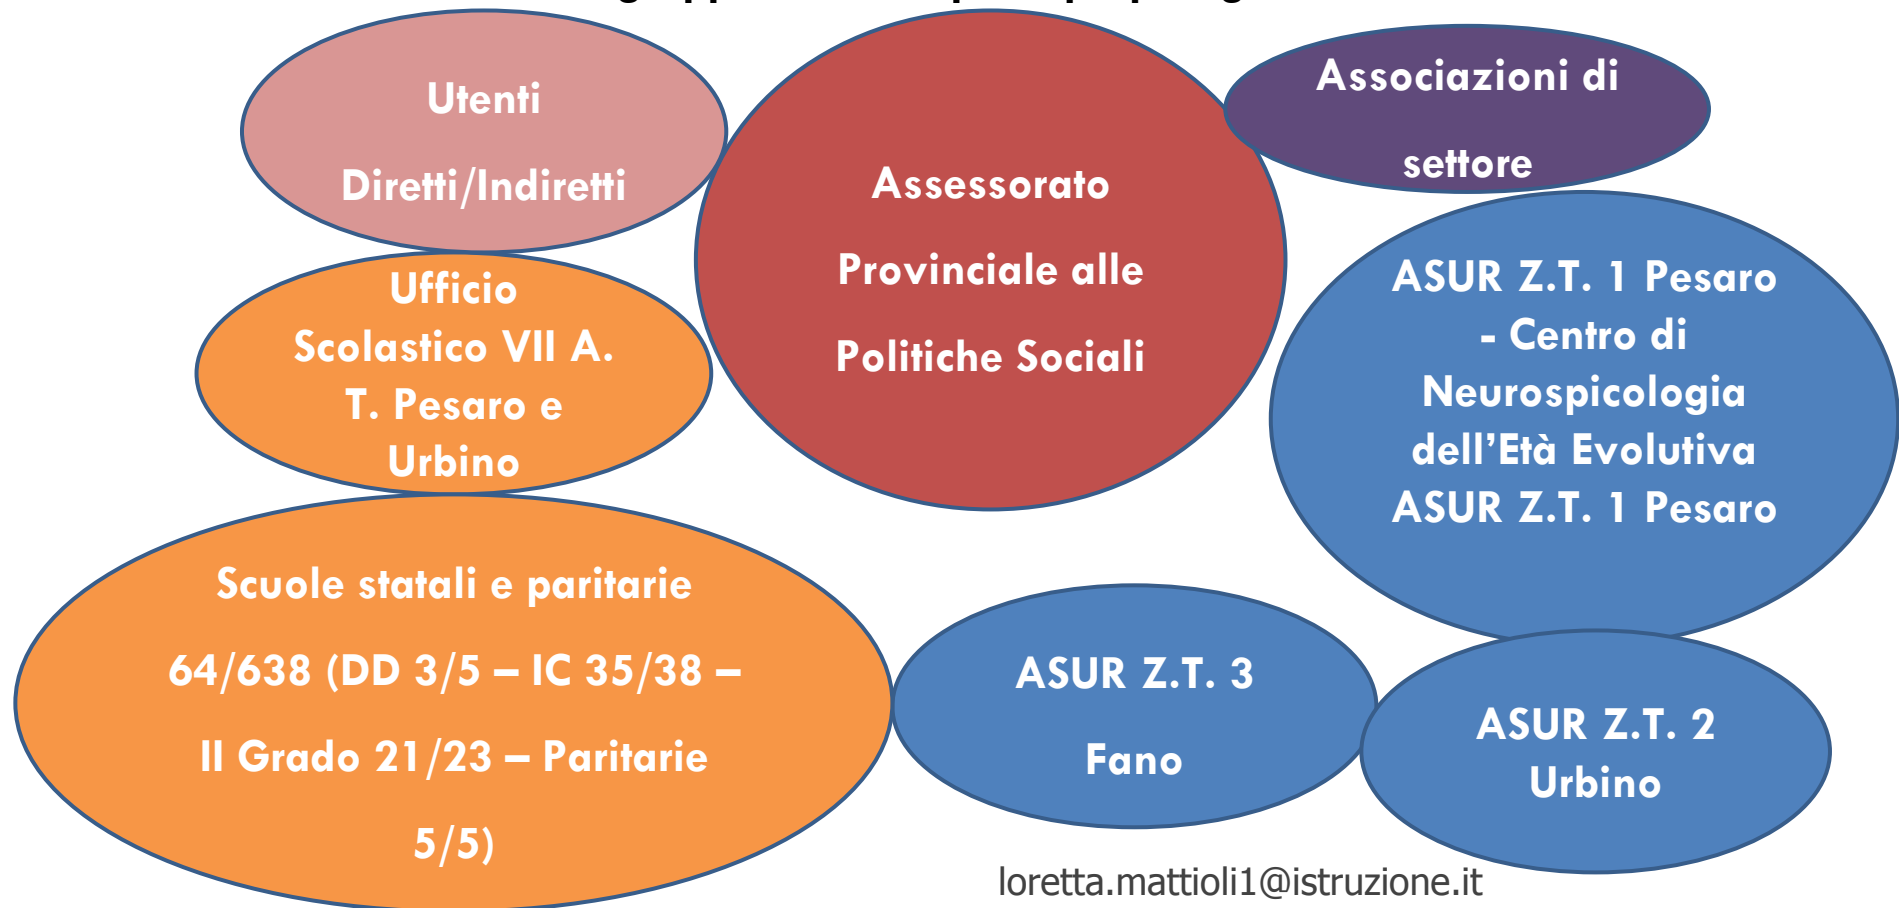 Utenti
Diretti/Indiretti
Assessorato
Provinciale alle
Politiche Sociali
Associazioni di
settore
Ufficio
Scolastico VII A.
T. Pesaro e
Urbino
ASUR Z.T. 1 Pesaro
- Centro di
Neurospicologia
dell’Età Evolutiva
ASUR Z.T. 1 Pesaro
Scuole statali e paritarie
64/638 (DD 3/5 – IC 35/38 –
II Grado 21/23 – Paritarie
5/5)
ASUR Z.T. 3
Fano
ASUR Z.T. 2
Urbino
loretta.mattioli1@istruzione.it